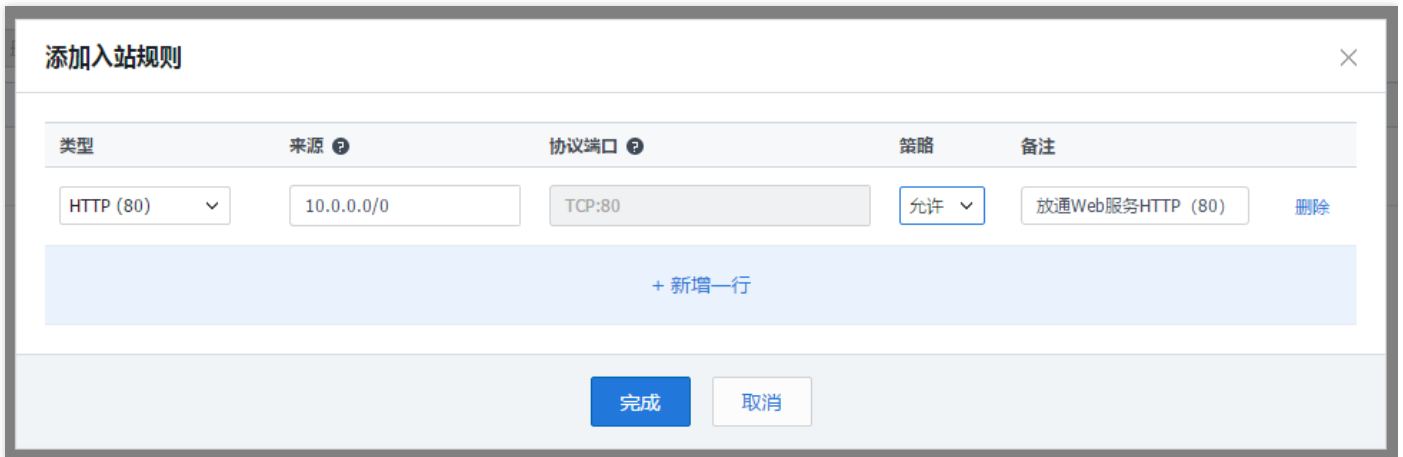 添加入站规则
类型 来源 协议端口 策略 备注
HTTP (80) 10.0.0.0/0 TCP:80 允许 放通Web服务HTTP（80） 删除
+ 新增一行
完成 取消